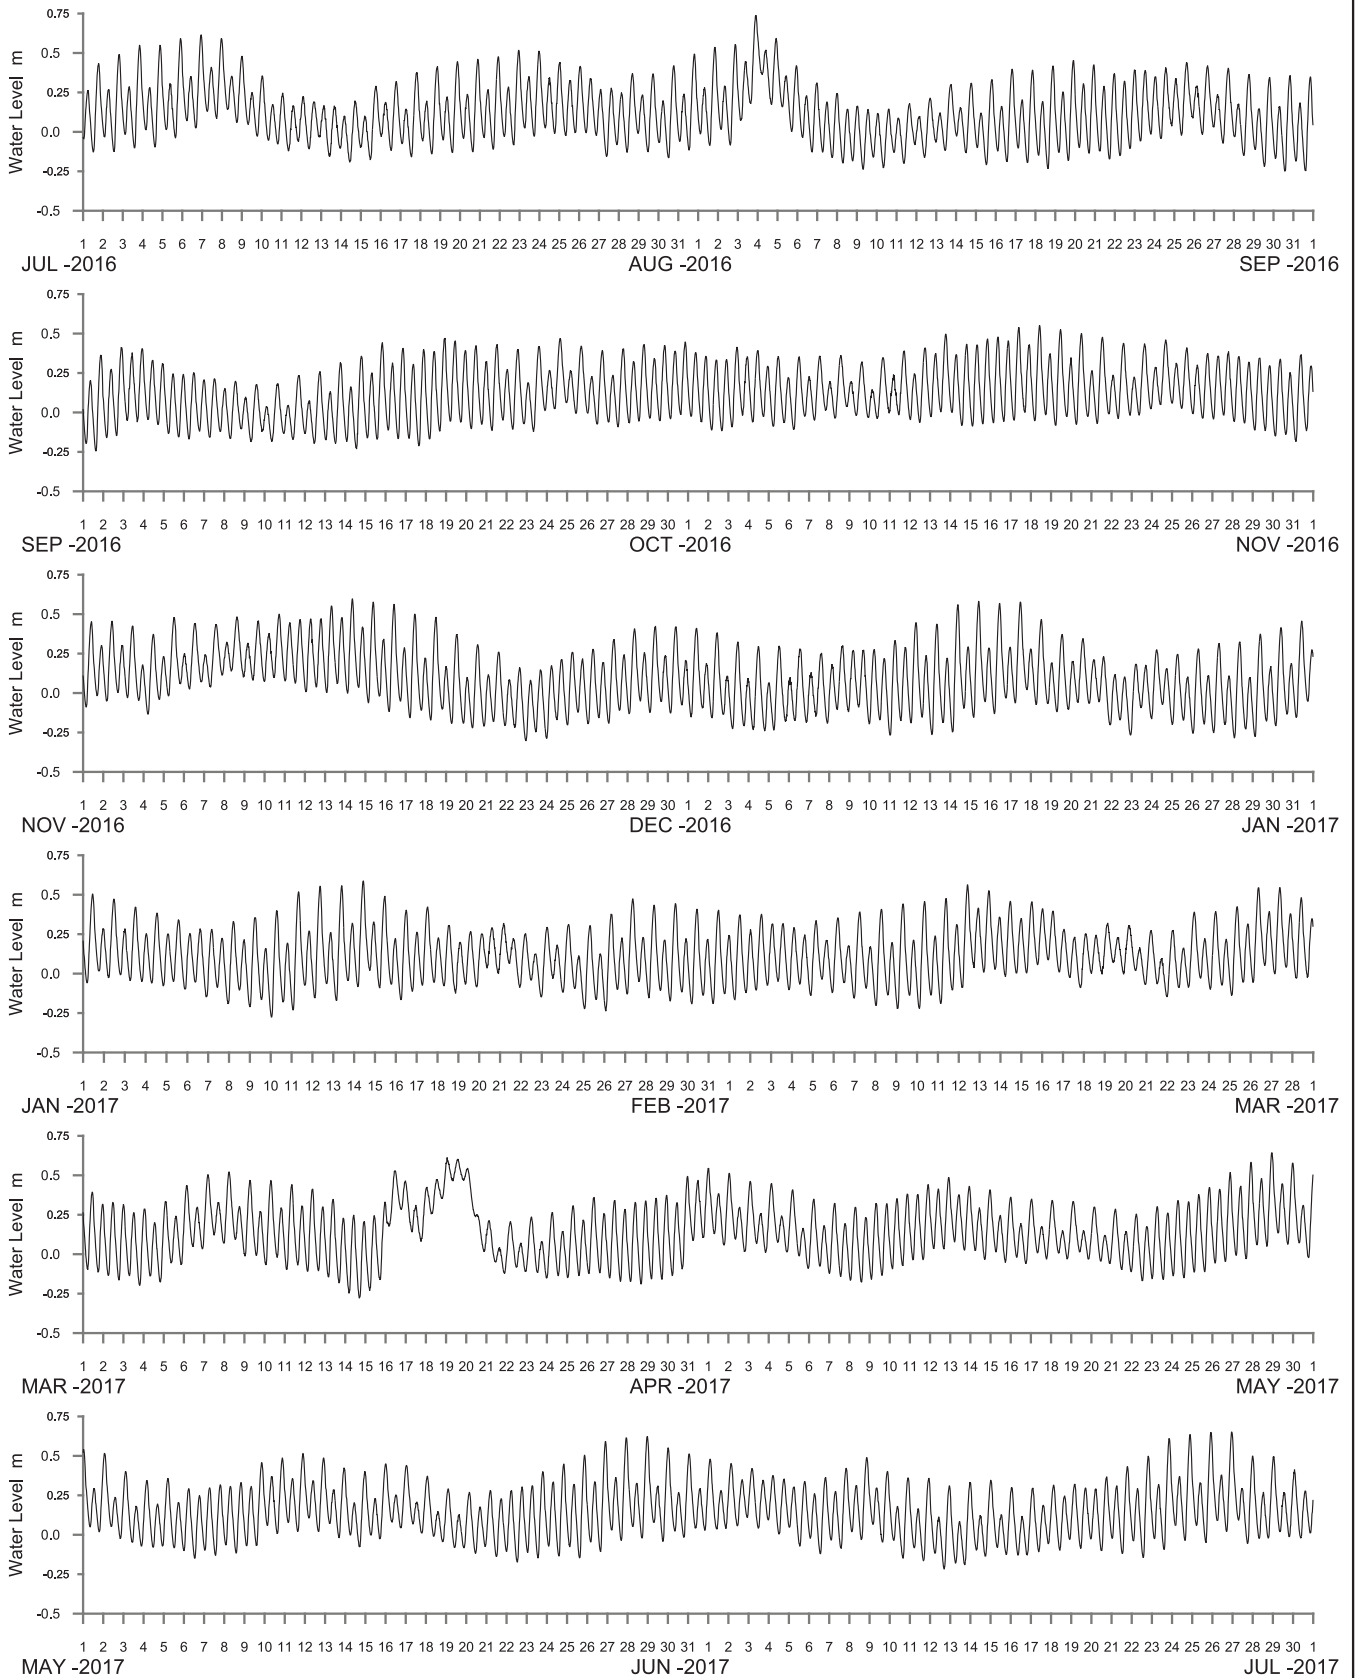 Water Level m
0.75
0.5
0.25
0.0
-0.25
-0.5
1 2 3 4 5 6 7 8 9 10 11 12 13 14 15 16 17 18 19 20 21 22 23 24 25 26 27 28 29 30 31 1 2 3 4 5 6 7 8 9 10 11 12 13 14 15 16 17 18 19 20 21 22 23 24 25 26 27 28 29 30 31 1
JUL -2016 AUG -2016 SEP -2016
Water Level m
0.75
0.5
0.25
0.0
-0.25
-0.5
1 2 3 4 5 6 7 8 9 10 11 12 13 14 15 16 17 18 19 20 21 22 23 24 25 26 27 28 29 30 1 2 3 4 5 6 7 8 9 10 11 12 13 14 15 16 17 18 19 20 21 22 23 24 25 26 27 28 29 30 31 1
SEP -2016 OCT -2016 NOV -2016
Water Level m
0.75
0.5
0.25
0.0
-0.25
-0.5
1 2 3 4 5 6 7 8 9 10 11 12 13 14 15 16 17 18 19 20 21 22 23 24 25 26 27 28 29 30 1 2 3 4 5 6 7 8 9 10 11 12 13 14 15 16 17 18 19 20 21 22 23 24 25 26 27 28 29 30 31 1
NOV -2016 DEC -2016 JAN -2017
Water Level m
0.75
0.5
0.25
0.0
-0.25
-0.5
1 2 3 4 5 6 7 8 9 10 11 12 13 14 15 16 17 18 19 20 21 22 23 24 25 26 27 28 29 30 31 1 2 3 4 5 6 7 8 9 10 11 12 13 14 15 16 17 18 19 20 21 22 23 24 25 26 27 28 1
JAN -2017 FEB -2017 MAR -2017
Water Level m
0.75
0.5
0.25
0.0
-0.25
-0.5
1 2 3 4 5 6 7 8 9 10 11 12 13 14 15 16 17 18 19 20 21 22 23 24 25 26 27 28 29 30 31 1 2 3 4 5 6 7 8 9 10 11 12 13 14 15 16 17 18 19 20 21 22 23 24 25 26 27 28 29 30 1
MAR -2017 APR -2017 MAY -2017
Water Level m
0.75
0.5
0.25
0.0
-0.25
-0.5
1 2 3 4 5 6 7 8 9 10 11 12 13 14 15 16 17 18 19 20 21 22 23 24 25 26 27 28 29 30 31 1 2 3 4 5 6 7 8 9 10 11 12 13 14 15 16 17 18 19 20 21 22 23 24 25 26 27 28 29 30 1
MAY -2017 JUN -2017 JUL -2017